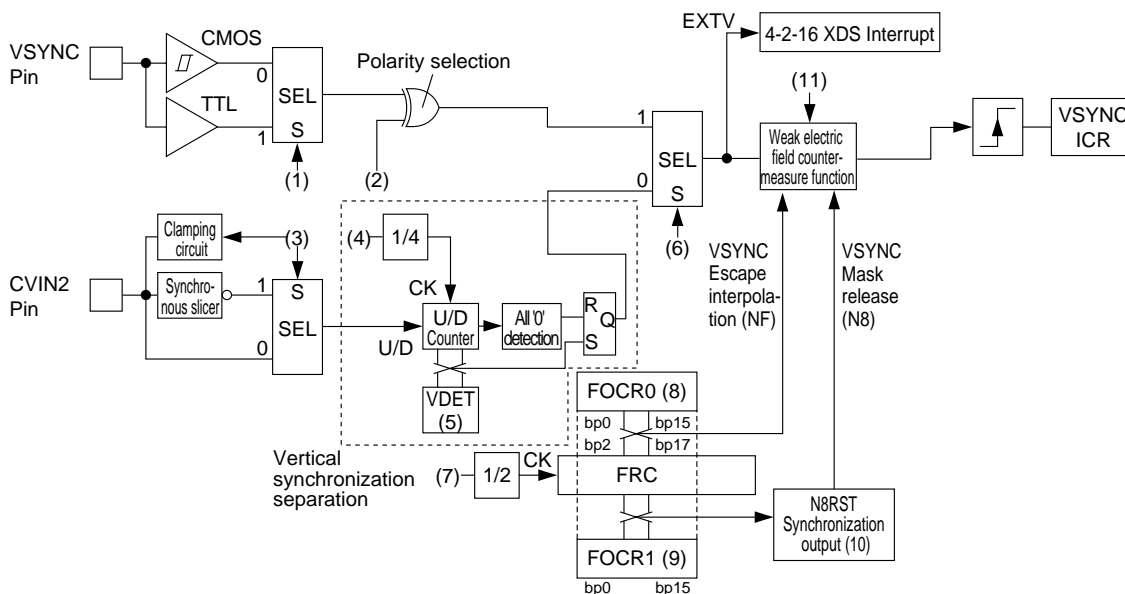 EXTV
4-2-16 XDS Interrupt
VSYNC
Pin
CMOS
0
TTL
1
SEL
S
(1)
Polarity selection
(2)
1
0
SEL
S
(6)
(11)
Weak electric
field counter-
measure function
VSYNC
ICR
Clamping
circuit
(3)
(4)
1/4
CK
CVIN2
Pin
Synchro-
nous slicer
1
0
S
SEL
U/D
U/D
Counter
All '0'
detection
R
Q
S
VDET
(5)
VSYNC
Escape
interpola-
tion (NF)
VSYNC
Mask
release
(N8)
FOCR0 (8)
bp0
bp15
bp2
bp17
Vertical
synchronization
separation
(7)
1/2
CK
FRC
N8RST
Synchronization
output (10)
FOCR1 (9)
bp0
bp15